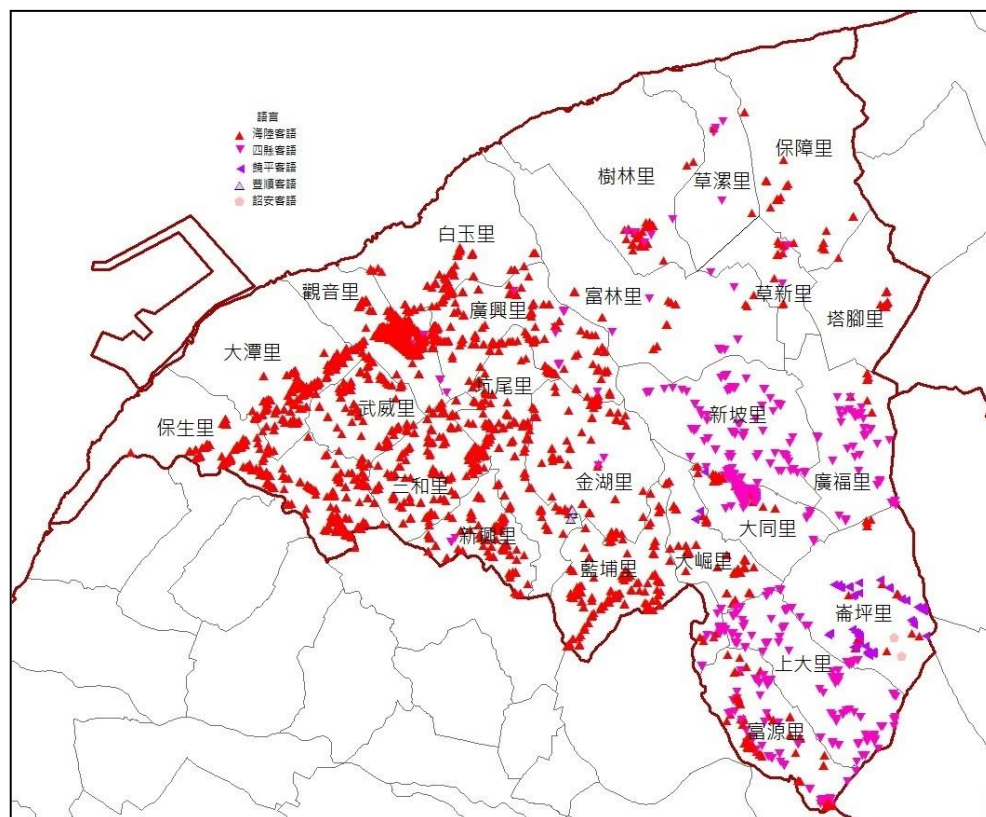 語言
海陸客語
四縣客語
饒平客語
豐順客語
詔安客語
保障里
樹林里
草漯里
白玉里
觀音里
廣興里
富林里
草新里
塔腳里
大潭里
坑尾里
武威里
新坡里
保生里
三和里
金湖里
廣福里
大同里
新興里
藍埔里
大堀里
崙坪里
上大里
富源里